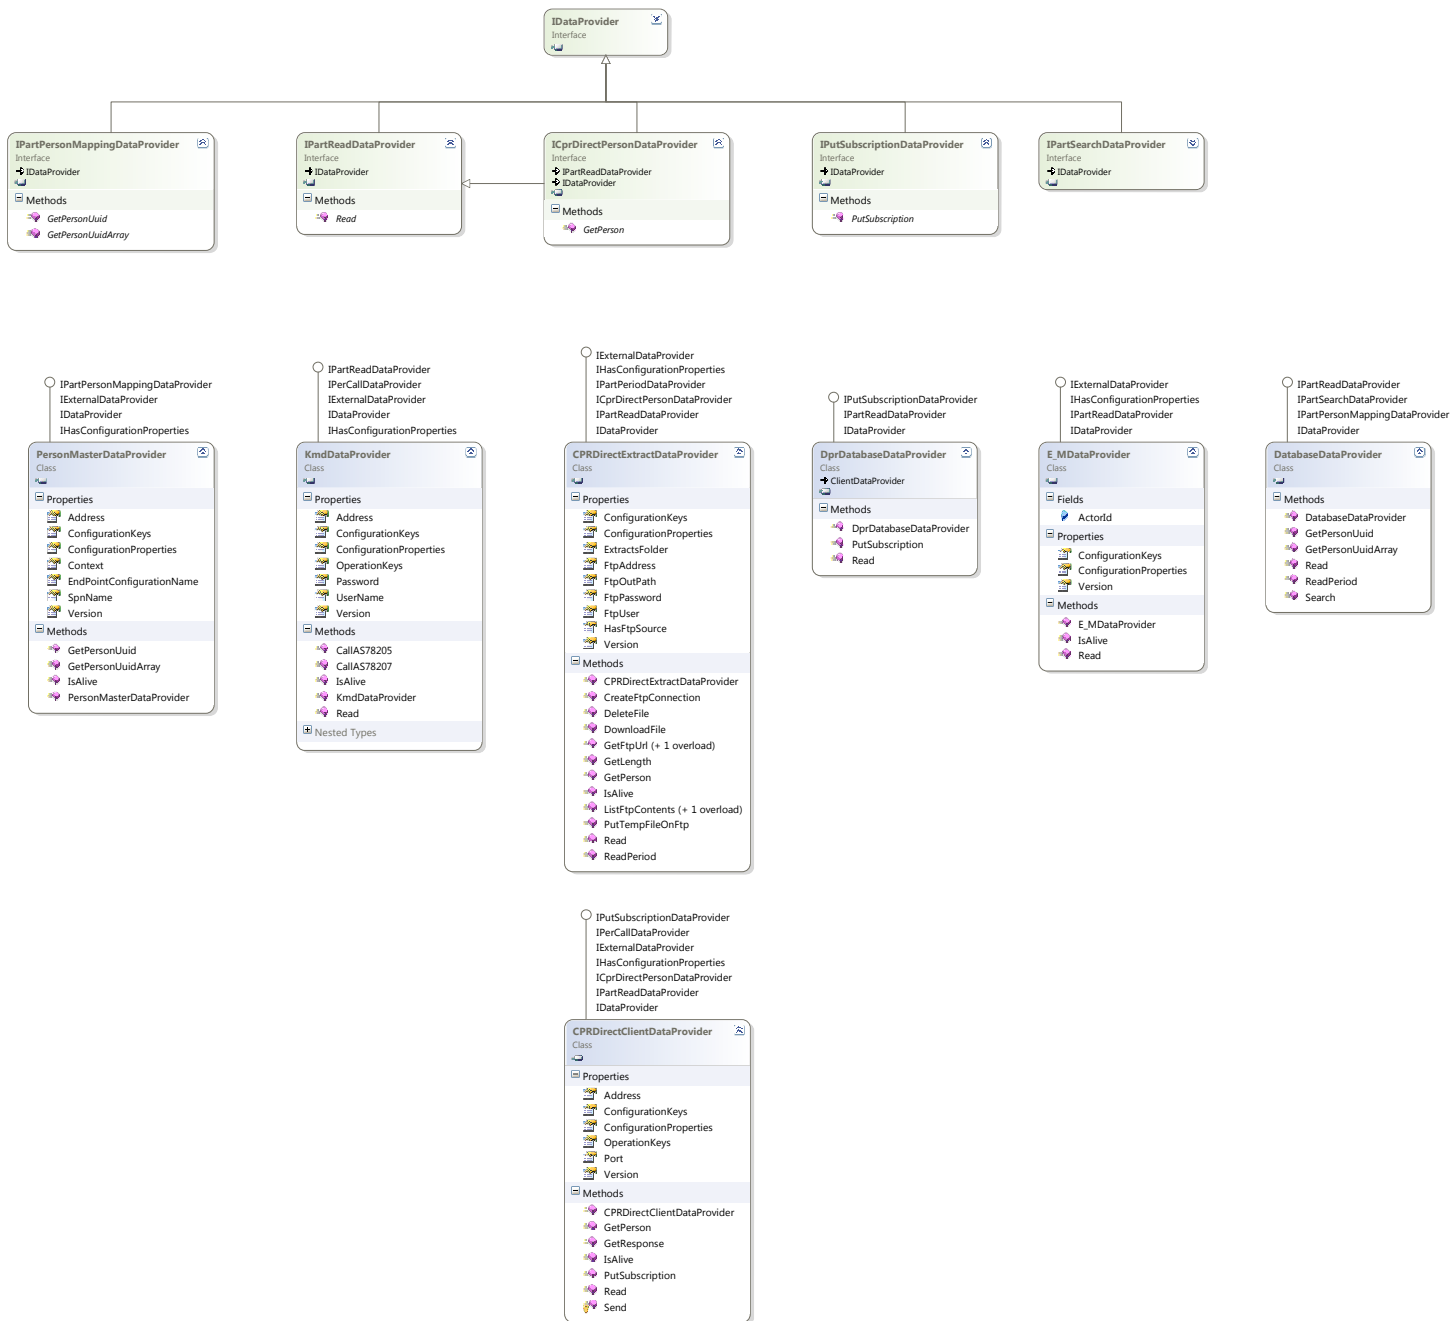 IDataProvider
Interface
IPartPersonMappingDataProvider
Interface
IDataProvider
Methods
GetPersonUuid
GetPersonUuidArray
IPartReadDataProvider
Interface
IDataProvider
Methods
Read
ICprDirectPersonDataProvider
Interface
IPartReadDataProvider
IDataProvider
Methods
GetPerson
IPutSubscriptionDataProvider
Interface
IDataProvider
Methods
PutSubscription
IPartSearchDataProvider
Interface
IDataProvider
IPartPersonMappingDataProvider
IExternalDataProvider
IDataProvider
IHasConfigurationProperties
PersonMasterDataProvider
Class
Properties
Address
ConfigurationKeys
ConfigurationProperties
Context
EndPointConfigurationName
SpnName
Version
Methods
GetPersonUuid
GetPersonUuidArray
IsAlive
PersonMasterDataProvider
IPartReadDataProvider
IPerCallDataProvider
IExternalDataProvider
IDataProvider
IHasConfigurationProperties
KmdDataProvider
Class
Properties
Address
ConfigurationKeys
ConfigurationProperties
OperationKeys
Password
UserName
Version
Methods
CallAS78205
CallAS78207
IsAlive
KmdDataProvider
Read
Nested Types
IExternalDataProvider
IHasConfigurationProperties
IPartPeriodDataProvider
ICprDirectPersonDataProvider
IPartReadDataProvider
IDataProvider
CPRDirectExtractDataProvider
Class
Properties
ConfigurationKeys
ConfigurationProperties
ExtractsFolder
FtpAddress
FtpOutPath
FtpPassword
FtpUser
HasFtpSource
Version
Methods
CPRDirectExtractDataProvider
CreateFtpConnection
DeleteFile
DownloadFile
GetFtpUrl (+ 1 overload)
GetLength
GetPerson
IsAlive
ListFtpContents (+ 1 overload)
PutTempFileOnFtp
Read
ReadPeriod
IPutSubscriptionDataProvider
IPartReadDataProvider
IDataProvider
DprDatabaseDataProvider
Class
ClientDataProvider
Methods
DprDatabaseDataProvider
PutSubscription
Read
IExternalDataProvider
IHasConfigurationProperties
IPartReadDataProvider
IDataProvider
E_MDataProvider
Class
Fields
ActorId
Properties
ConfigurationKeys
ConfigurationProperties
Version
Methods
E_MDataProvider
IsAlive
Read
IPartReadDataProvider
IPartSearchDataProvider
IPartPersonMappingDataProvider
IDataProvider
DatabaseDataProvider
Class
Methods
DatabaseDataProvider
GetPersonUuid
GetPersonUuidArray
Read
ReadPeriod
Search
IPutSubscriptionDataProvider
IPerCallDataProvider
IExternalDataProvider
IHasConfigurationProperties
ICprDirectPersonDataProvider
IPartReadDataProvider
IDataProvider
CPRDirectClientDataProvider
Class
Properties
Address
ConfigurationKeys
ConfigurationProperties
OperationKeys
Port
Version
Methods
CPRDirectClientDataProvider
GetPerson
GetResponse
IsAlive
PutSubscription
Read
Send